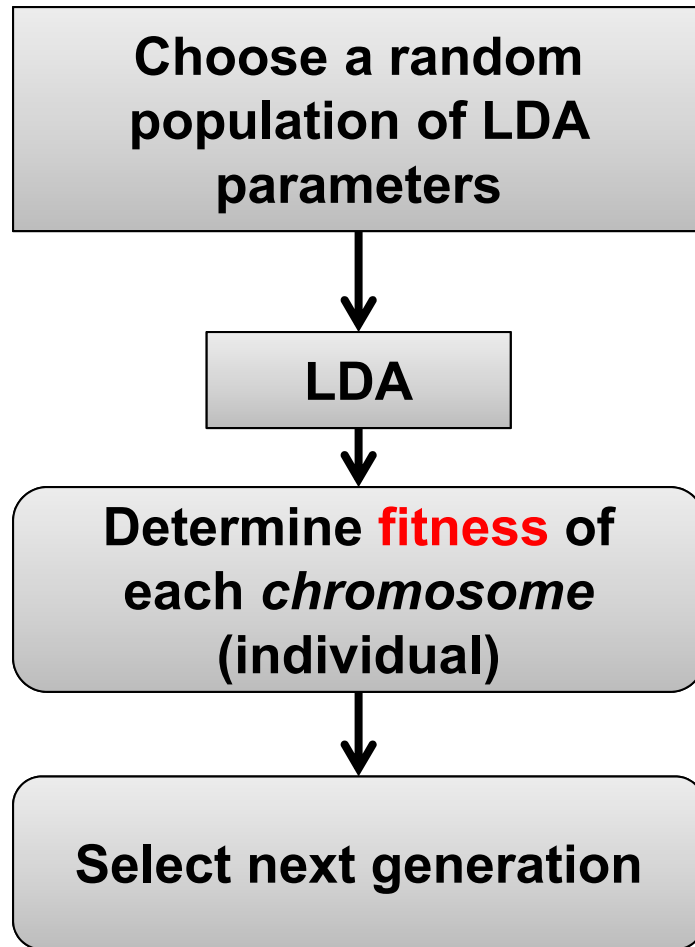 Choose a random
population of LDA
parameters
LDA
Determine fitness of
each chromosome
(individual)
Select next generation